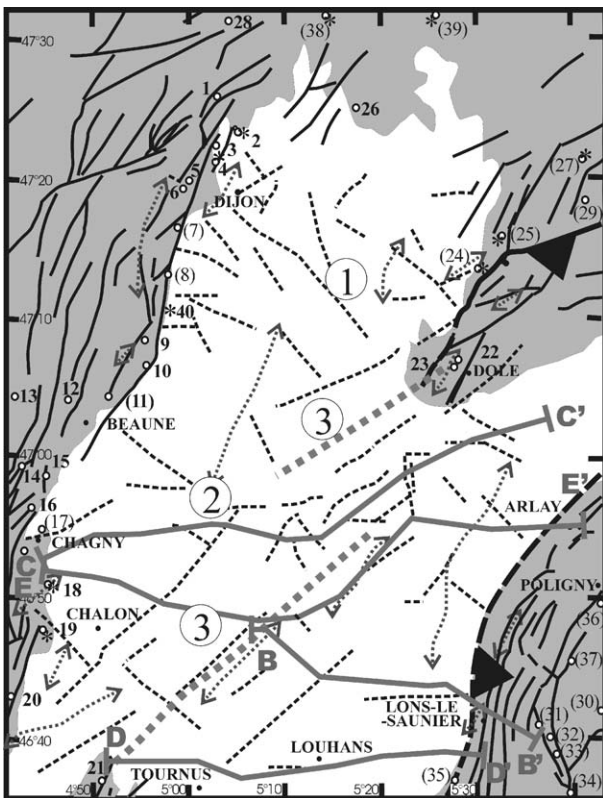 28
(38)
(39)
47°30
1
26
2
3
4
47°20
5
6
(27)
DIJON
(29)
(7)
(25)
(24)
(8)
1
47°10
40
9
22
10
23
DOLE
13
12
(11)
BEAUNE
3
C'
47°00
15
14
2
E'
16
ARLAY
(17)
CHAGNY
C
E
POLIGNY
18
46°50
3
(36)
19
CHALON
B
(37)
20
LONS-LE
-SAUNIER
(30)
(31)
46°40
D
(32)
LOUHANS
(33)
D'
B'
21
TOURNUS
(35)
(34)
4°50
5°00
5°10
5°20
5°30